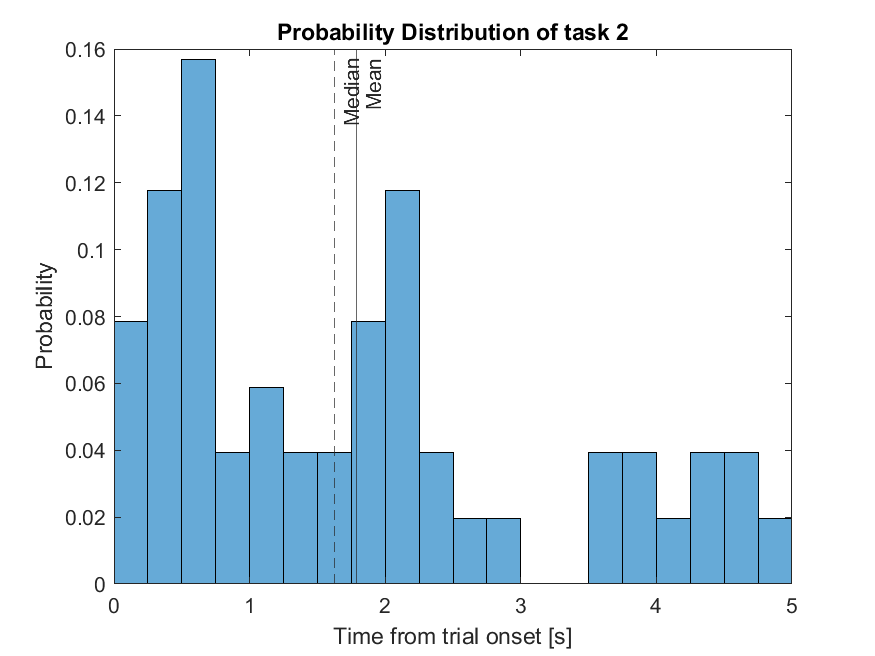 Probability Distribution of task 2
0.16
0.14
0.12
0.1
0.08
0.06
0.04
0.02
0
Probability
Median
Mean
0 1 2 3 4 5
Time from trial onset [s]